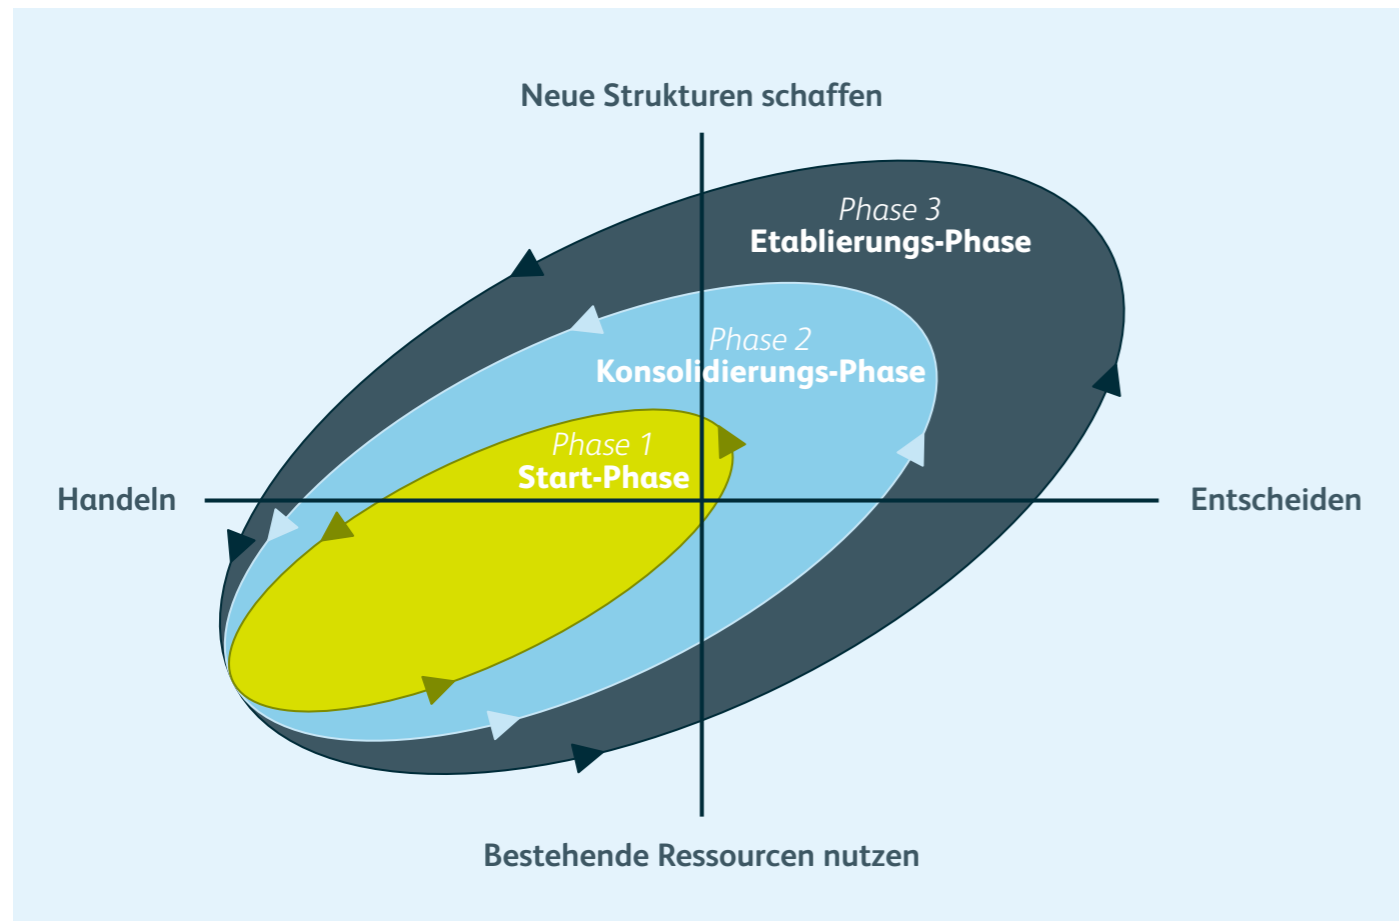 Neue Strukturen schaffen
Phase 3
Etablierungs-Phase
Phase 2
Konsolidierungs-Phase
Phase 1
Start-Phase
Handeln
Entscheiden
Bestehende Ressourcen nutzen